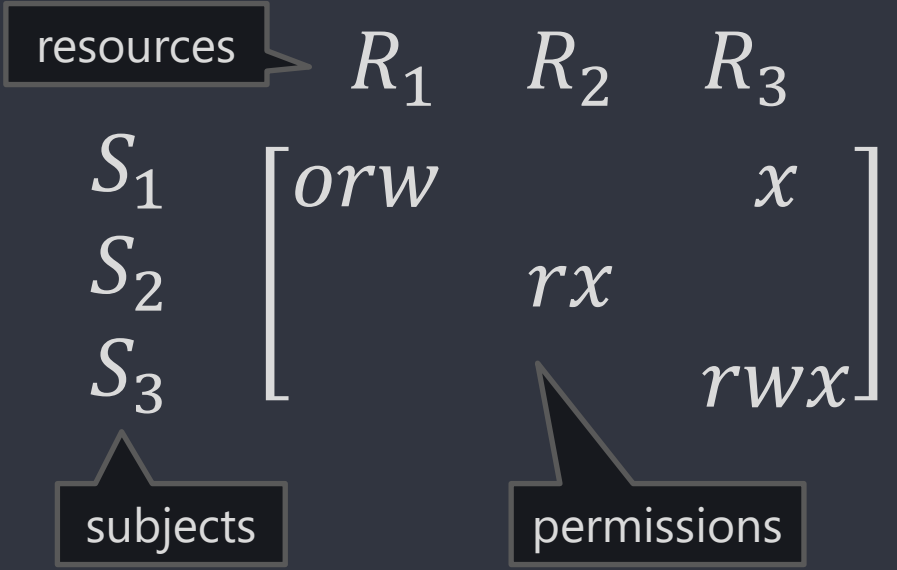 resources
R₁ R₂ R₃
S₁ orw x
S₂ rx
S₃ rwx
subjects
permissions